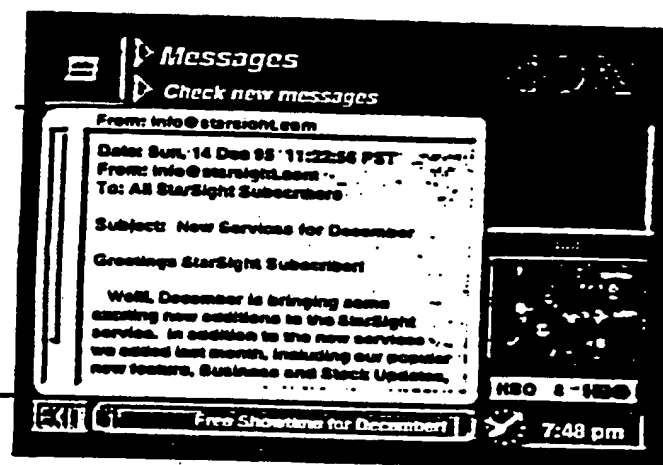 Messages
Check new messages
From: info@starsight.com
Date: Sun, 14 Dec 95 11:22:56 PST
From: info@starsight.com
To: All StarSight Subscribers
Subject: New Services for December
Greetings StarSight Subscriber!
Well, December is bringing some
exciting new additions to the StarSight
service. In addition to the new services
we added last month, including our popular
new feature, Business and Stock Updates,
HBO 8
EXIT
Free Showtime for December!
7:48 pm